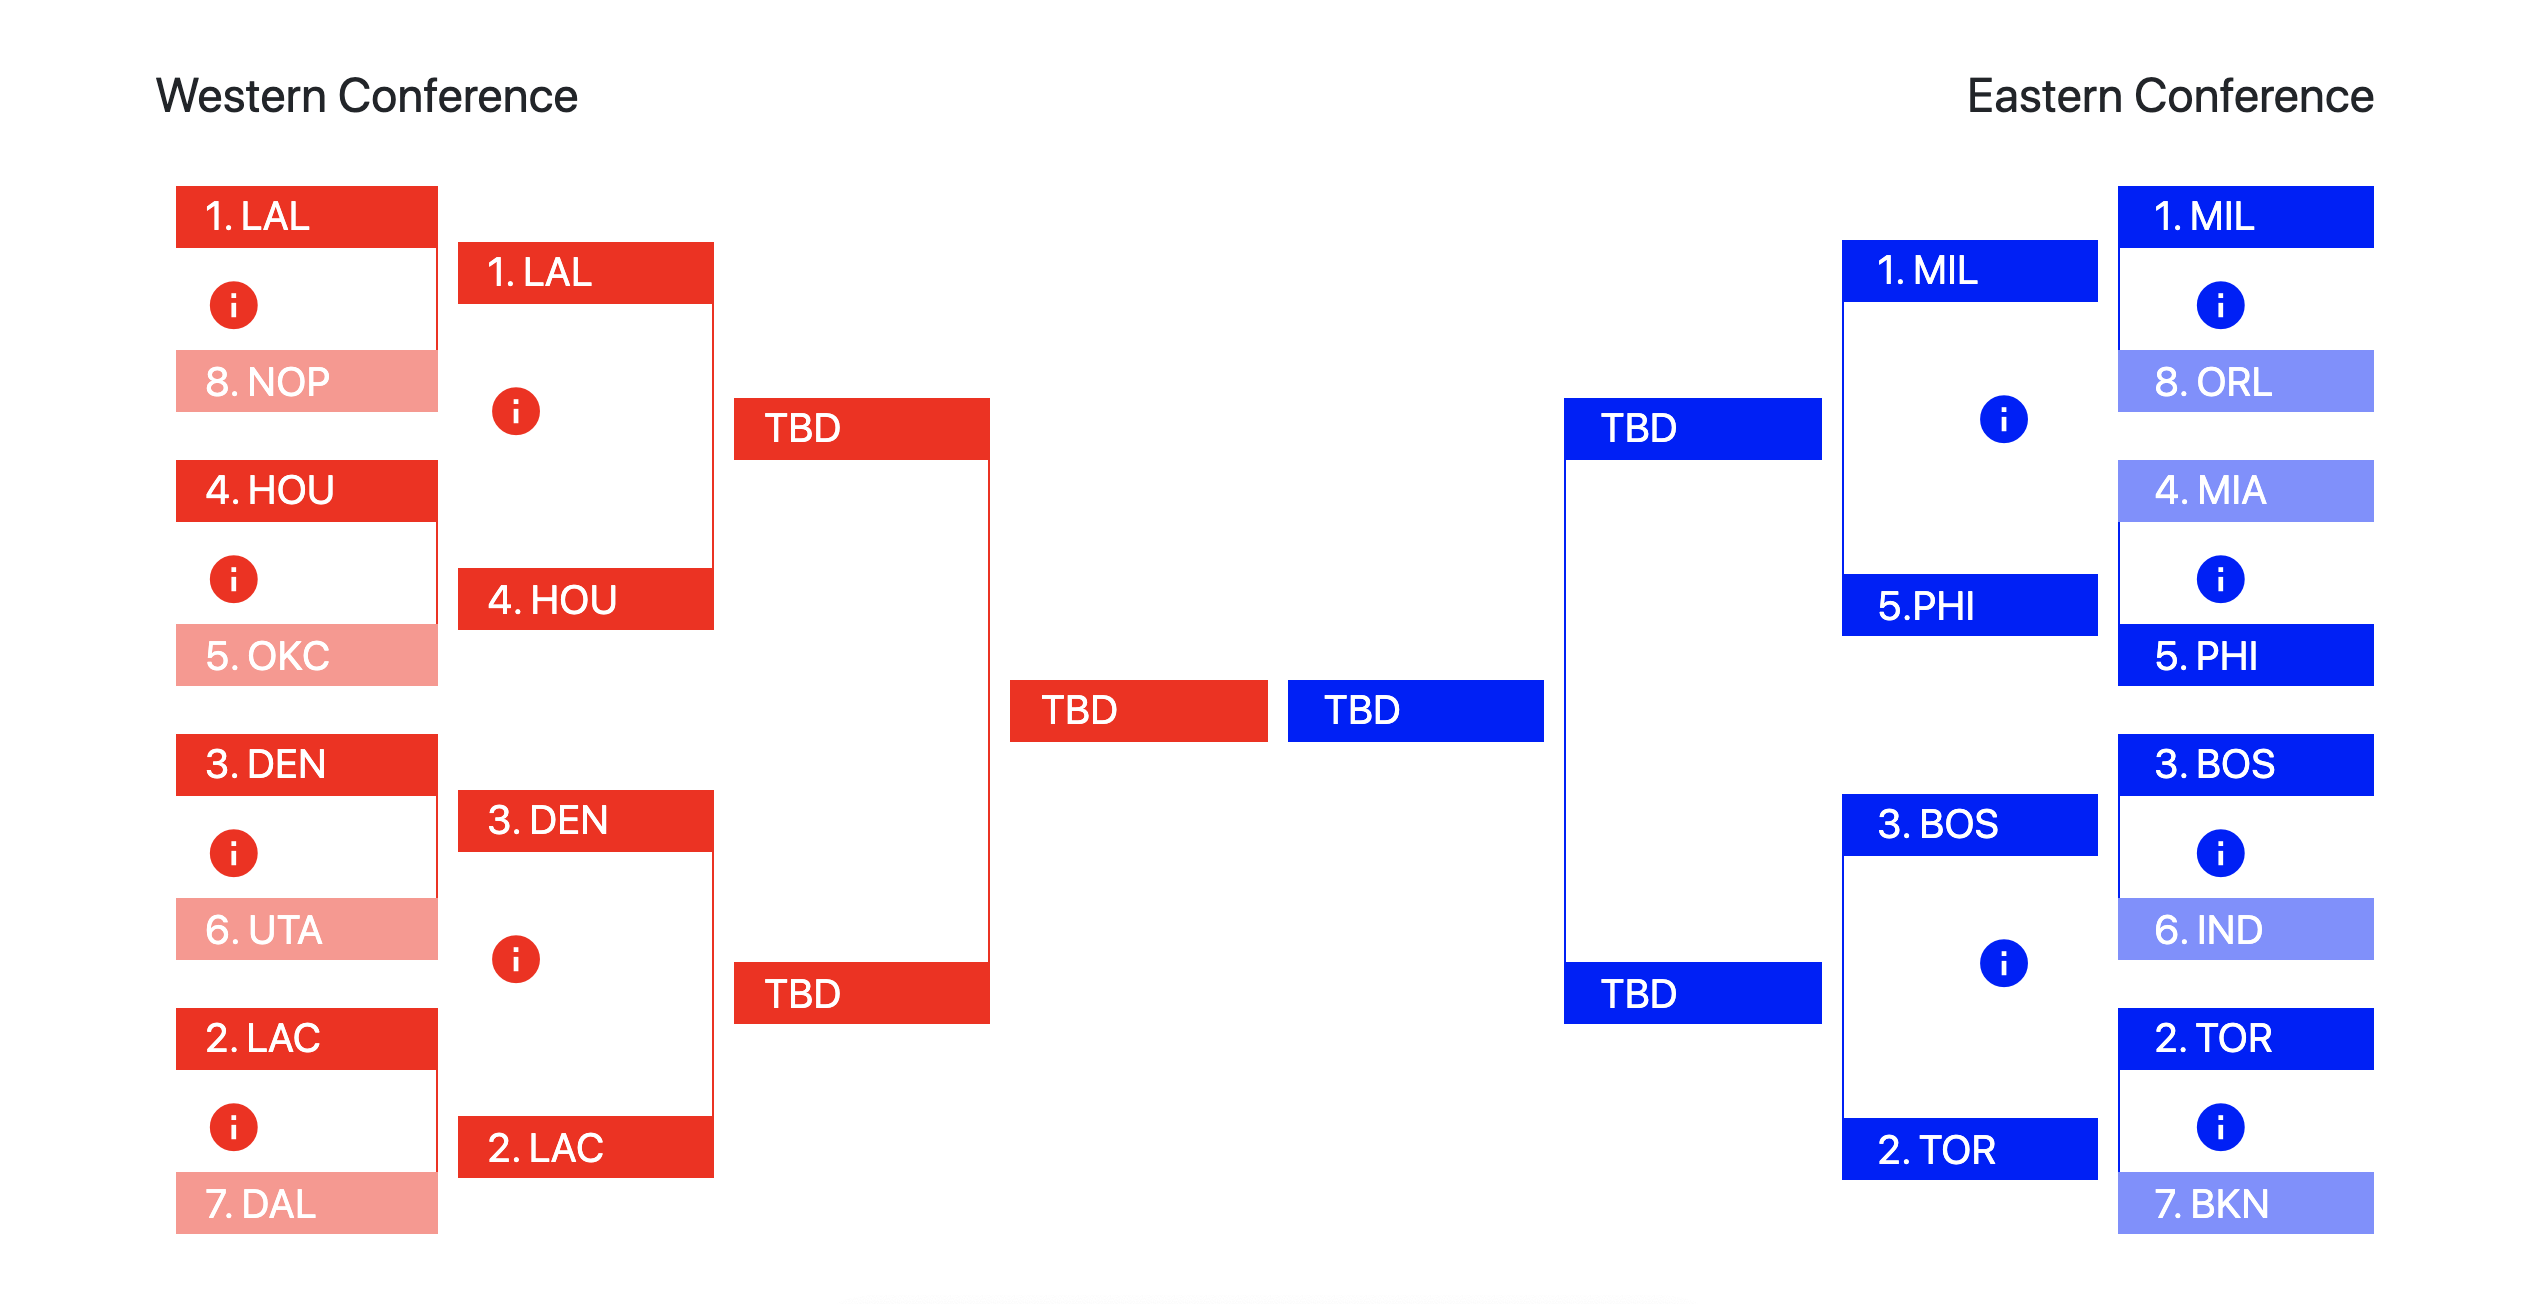 Western Conference
Eastern Conference
1. LAL
8. NOP
4. HOU
5. OKC
3. DEN
6. UTA
2. LAC
7. DAL
1. LAL
4. HOU
3. DEN
2. LAC
TBD
TBD
TBD
TBD
TBD
TBD
1. MIL
5.PHI
3. BOS
2. TOR
1. MIL
8. ORL
4. MIA
5. PHI
3. BOS
6. IND
2. TOR
7. BKN